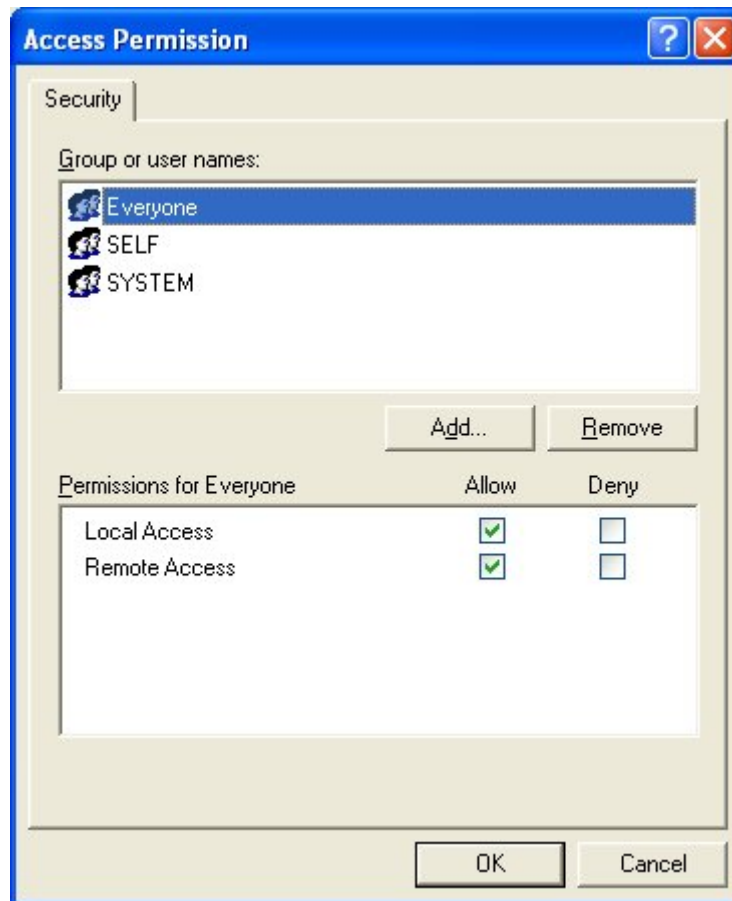 Access Permission
Security
Group or user names:
Everyone
SELF
SYSTEM
Add... Remove
Permissions for Everyone Allow Deny
Local Access
Remote Access
OK Cancel